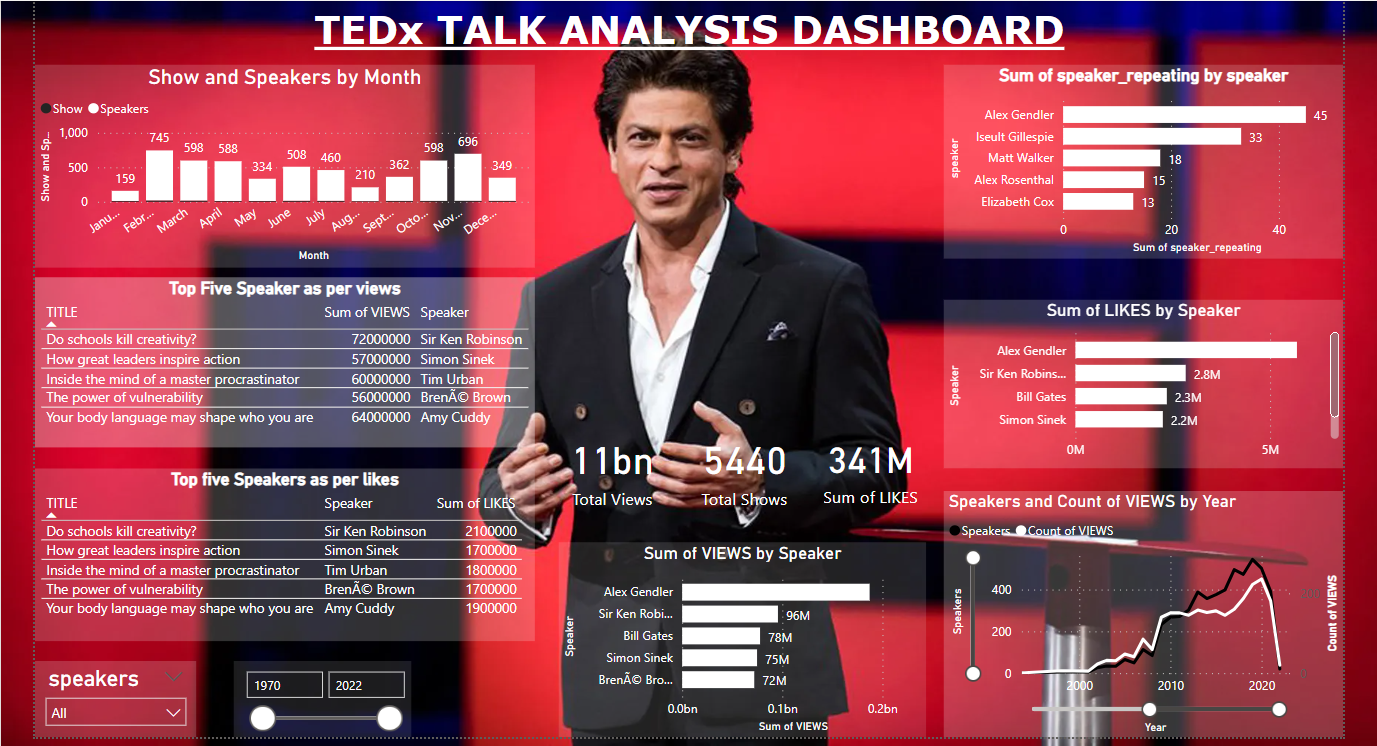 TEDx TALK ANALYSIS DASHBOARD
Show and Speakers by Month
Show Speakers
Show and Sp...
1,000
500
0
159 745 598 588 334 508 460 210 362 598 696 349
Janu... Febr... March April May June July Aug... Sept... Octo... Nov... Dece...
Month
Top Five Speaker as per views
TITLE Sum of VIEWS Speaker
Do schools kill creativity? 72000000 Sir Ken Robinson
How great leaders inspire action 57000000 Simon Sinek
Inside the mind of a master procrastinator 60000000 Tim Urban
The power of vulnerability 56000000 BrenÃ© Brown
Your body language may shape who you are 64000000 Amy Cuddy
Top five Speakers as per likes
TITLE Speaker Sum of LIKES
Do schools kill creativity? Sir Ken Robinson 2100000
How great leaders inspire action Simon Sinek 1700000
Inside the mind of a master procrastinator Tim Urban 1800000
The power of vulnerability BrenÃ© Brown 1700000
Your body language may shape who you are Amy Cuddy 1900000
speakers
All
1970 2022
11bn 5440 341M
Total Views Total Shows Sum of LIKES
Sum of VIEWS by Speaker
Speaker
Alex Gendler
Sir Ken Robi... 96M
Bill Gates 78M
Simon Sinek 75M
BrenÃ© Bro... 72M
0.0bn 0.1bn 0.2bn
Sum of VIEWS
Sum of speaker_repeating by speaker
speaker
Alex Gendler 45
Iseult Gillespie 33
Matt Walker 18
Alex Rosenthal 15
Elizabeth Cox 13
0 20 40
Sum of speaker_repeating
Sum of LIKES by Speaker
Speaker
Alex Gendler
Sir Ken Robins... 2.8M
Bill Gates 2.3M
Simon Sinek 2.2M
0M 5M
Speakers and Count of VIEWS by Year
Speakers Count of VIEWS
Speakers
400
200
0
Count of VIEWS
0
2000 2010 2020
Year